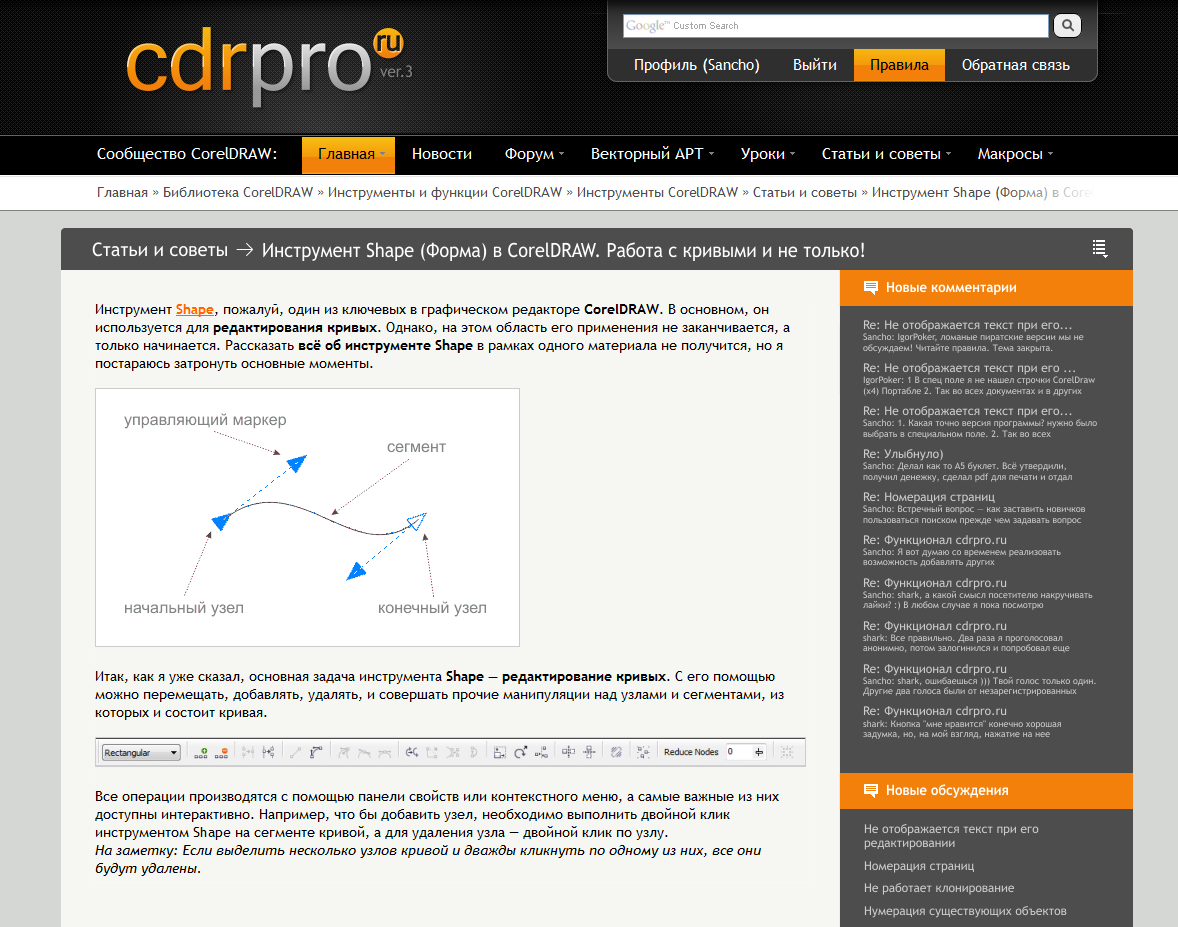 cdrpro ru
ver.3
Google™ Custom Search
Профиль (Sancho) Выйти Правила Обратная связь
Сообщество CorelDRAW: Главная Новости Форум Векторный АРТ Уроки Статьи и советы Макросы
Главная » Библиотека CorelDRAW » Инструменты и функции CorelDRAW » Инструменты CorelDRAW » Статьи и советы » Инструмент Shape (Форма) в Core
Статьи и советы → Инструмент Shape (Форма) в CorelDRAW. Работа с кривыми и не только!
Инструмент Shape, пожалуй, один из ключевых в графическом редакторе CorelDRAW. В основном, он
используется для редактирования кривых. Однако, на этом область его применения не заканчивается, а
только начинается. Рассказать всё об инструменте Shape в рамках одного материала не получится, но я
постараюсь затронуть основные моменты.
управляющий маркер
сегмент
начальный узел
конечный узел
Итак, как я уже сказал, основная задача инструмента Shape — редактирование кривых. С его помощью
можно перемещать, добавлять, удалять, и совершать прочие манипуляции над узлами и сегментами, из
которых и состоит кривая.
Rectangular
Reduce Nodes 0
Все операции производятся с помощью панели свойств или контекстного меню, а самые важные из них
доступны интерактивно. Например, что бы добавить узел, необходимо выполнить двойной клик
инструментом Shape на сегменте кривой, а для удаления узла — двойной клик по узлу.
На заметку: Если выделить несколько узлов кривой и дважды кликнуть по одному из них, все они
будут удалены.
Новые комментарии
Re: Не отображается текст при его...
Sancho: IgorPoker, ломаные пиратские версии мы не
обсуждаем! Читайте правила. Тема закрыта.
Re: Не отображается текст при его ...
IgorPoker: 1 В спец поле я не нашел строчки CorelDraw
(x4) Портабле 2. Так во всех документах и в других
Re: Не отображается текст при его...
Sancho: 1. Какая точно версия программы? нужно было
выбрать в специальном поле. 2. Так во всех
Re: Улыбнуло)
Sancho: Делал как то А5 буклет. Всё утвердили,
получил денежку, сделал pdf для печати и отдал
Re: Номерация страниц
Sancho: Встречный вопрос — как заставить новичков
пользоваться поиском прежде чем задавать вопрос
Re: Функционал cdrpro.ru
Sancho: Я вот думаю со временем реализовать
возможность добавлять других
Re: Функционал cdrpro.ru
Sancho: shark, а какой смысл посетителю накручивать
лайки? :) В любом случае я пока посмотрю
Re: Функционал cdrpro.ru
shark: Все правильно. Два раза я проголосовал
анонимно, потом залогинился и попробовал еще
Re: Функционал cdrpro.ru
Sancho: shark, ошибаешься ))) Твой голос только один.
Другие два голоса были от незарегистрированных
Re: Функционал cdrpro.ru
shark: Кнопка "мне нравится" конечно хорошая
задумка, но, на мой взгляд, нажатие на нее
Новые обсуждения
Не отображается текст при его
редактировании
Номерация страниц
Не работает клонирование
Нумерация существующих объектов